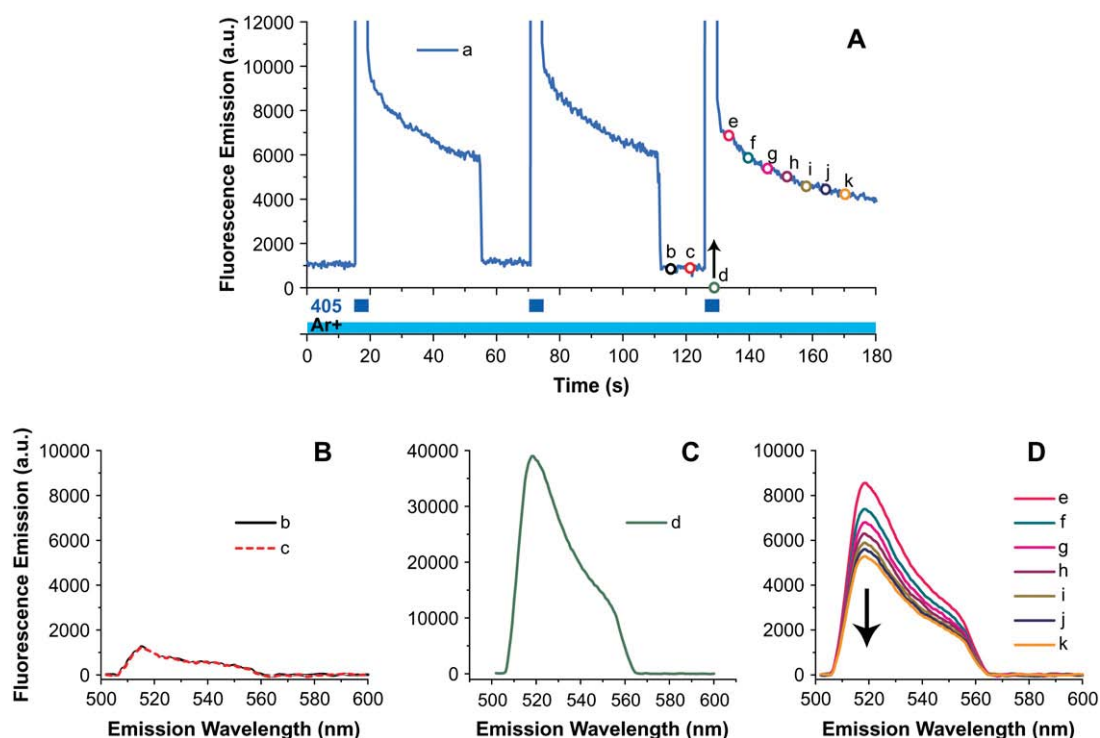 A
a
Fluorescence Emission (a.u.)
12000
10000
8000
6000
4000
2000
0
b
c
d
e
f
g
h
i
j
k
405
Ar+
0 20 40 60 80 100 120 140 160 180
Time (s)
B
Fluorescence Emission (a.u.)
10000
8000
6000
4000
2000
0
b
c
500 520 540 560 580 600
Emission Wavelength (nm)
C
40000
30000
20000
10000
0
d
500 520 540 560 580 600
Emission Wavelength (nm)
D
10000
8000
6000
4000
2000
0
e
f
g
h
i
j
k
500 520 540 560 580 600
Emission Wavelength (nm)